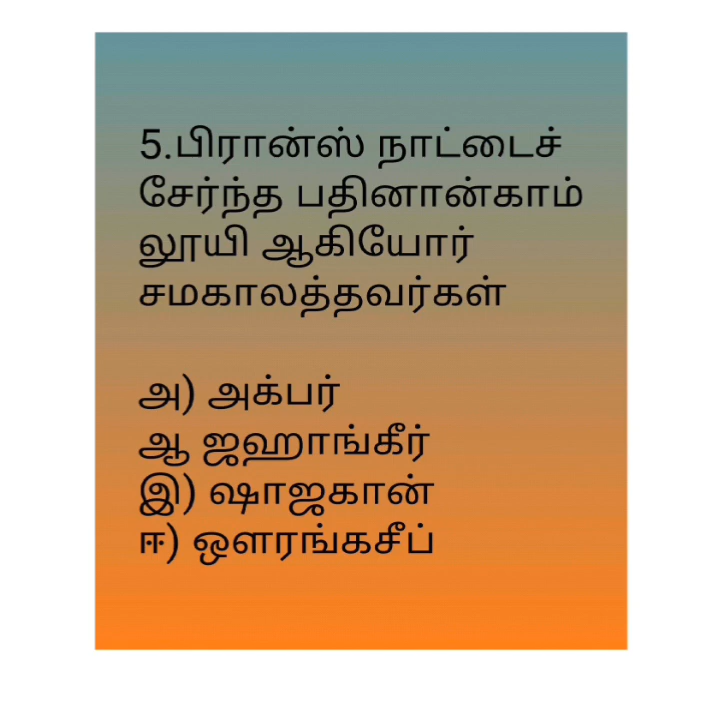 5.பிரான்ஸ் நாட்டைச்
சேர்ந்த பதினான்காம்
லூயி ஆகியோர்
சமகாலத்தவர்கள்
அ) அக்பர்
ஆ ஜஹாங்கீர்
இ) ஷாஜகான்
ஈ) ஔரங்கசீப்